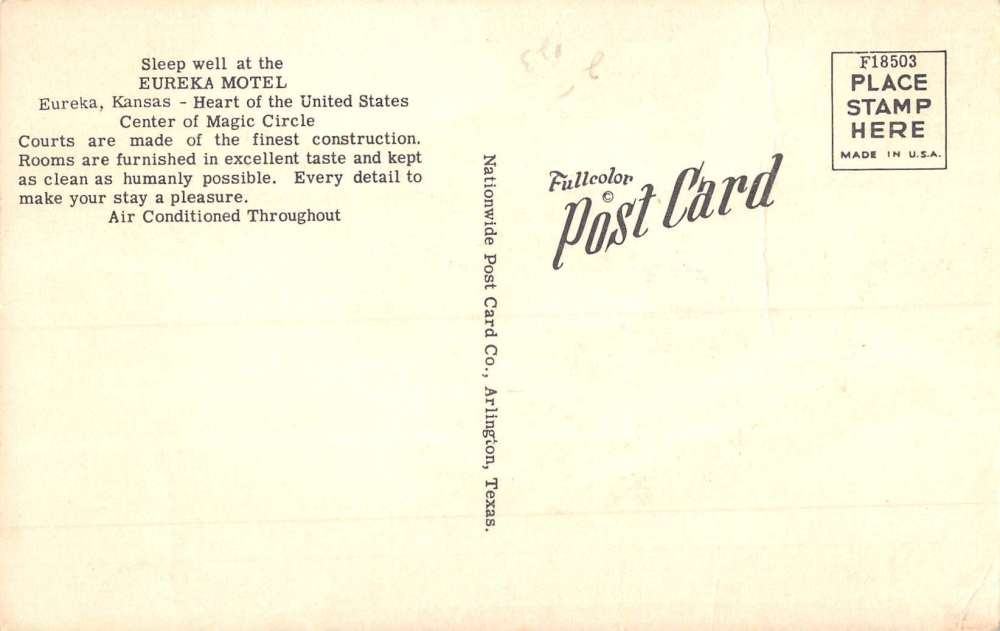 Sleep well at the
EUREKA MOTEL
Eureka, Kansas - Heart of the United States
Center of Magic Circle
Courts are made of the finest construction.
Rooms are furnished in excellent taste and kept
as clean as humanly possible. Every detail to
make your stay a pleasure.
Air Conditioned Throughout
Nationwide Post Card Co., Arlington, Texas.
Fullcolor
©
Post Card
F18503
PLACE
STAMP
HERE
MADE IN U.S.A.